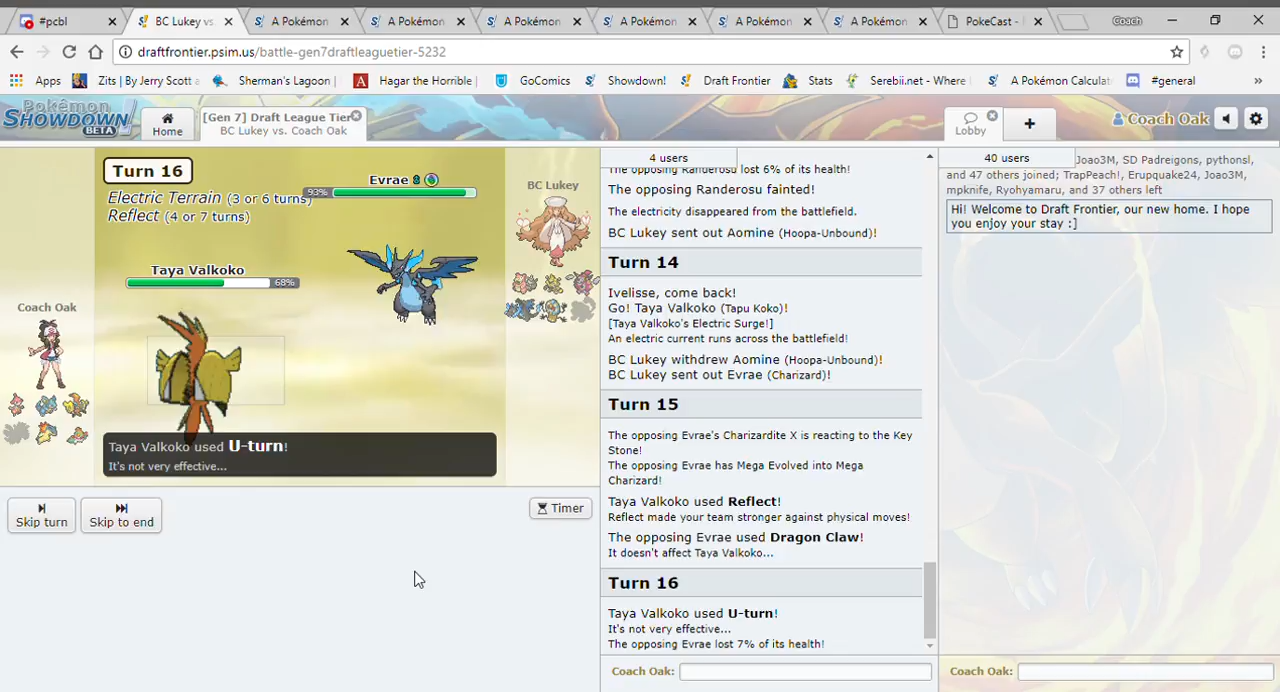 #pcbl
BC Lukey vs.
A Pokémon
A Pokémon
A Pokémon
A Pokémon
A Pokémon
A Pokémon
PokeCast -
Coach
draftfrontier.psim.us/battle-gen7draftleaguetier-5232
Apps
Zits | By Jerry Scott
Sherman's Lagoon |
Hagar the Horrible |
GoComics
Showdown!
Draft Frontier
Stats
Serebii.net - Where
A Pokémon Calculat
#general
»
Pokémon
Showdown
BETA
Home
[Gen 7] Draft League Tier
BC Lukey vs. Coach Oak
Lobby
+
Coach Oak
Turn 16
Electric Terrain (3 or 6 turns)
Reflect (4 or 7 turns)
Evrae
93%
BC Lukey
Taya Valkoko
68%
Coach Oak
Taya Valkoko used U-turn!
It's not very effective...
Skip turn
Skip to end
Timer
4 users
The opposing Randerosu lost 6% of its health!
The opposing Randerosu fainted!
The electricity disappeared from the battlefield.
BC Lukey sent out Aomine (Hoopa-Unbound)!
Turn 14
Ivelisse, come back!
Go! Taya Valkoko (Tapu Koko)!
[Taya Valkoko's Electric Surge!]
An electric current runs across the battlefield!
BC Lukey withdrew Aomine (Hoopa-Unbound)!
BC Lukey sent out Evrae (Charizard)!
Turn 15
The opposing Evrae's Charizardite X is reacting to the Key
Stone!
The opposing Evrae has Mega Evolved into Mega
Charizard!
Taya Valkoko used Reflect!
Reflect made your team stronger against physical moves!
The opposing Evrae used Dragon Claw!
It doesn't affect Taya Valkoko...
Turn 16
Taya Valkoko used U-turn!
It's not very effective...
The opposing Evrae lost 7% of its health!
Coach Oak:
40 users
Joao3M, SD Padreigons, pythonsl,
and 47 others joined; TrapPeach!, Erupquake24, Joao3M,
mpknife, Ryohyamaru, and 37 others left
Hi! Welcome to Draft Frontier, our new home. I hope
you enjoy your stay :]
Coach Oak: